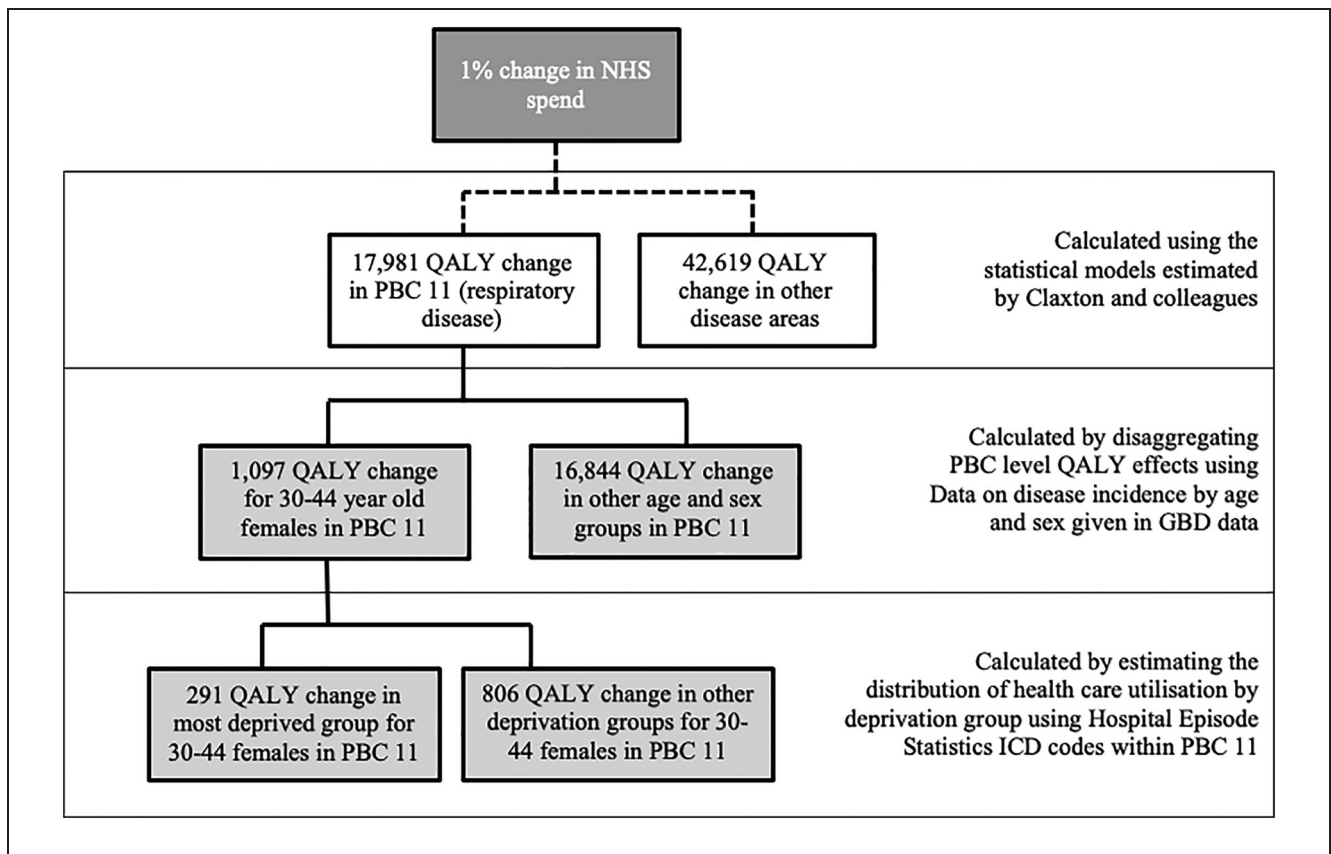 1% change in NHS
spend
17,981 QALY change
in PBC 11 (respiratory
disease)
42,619 QALY
change in other
disease areas
Calculated using the
statistical models estimated
by Claxton and colleagues
1,097 QALY change
for 30-44 year old
females in PBC 11
16,844 QALY change
in other age and sex
groups in PBC 11
Calculated by disaggregating
PBC level QALY effects using
Data on disease incidence by age
and sex given in GBD data
291 QALY change in
most deprived group for
30-44 females in PBC 11
806 QALY change in other
deprivation groups for 30-
44 females in PBC 11
Calculated by estimating the
distribution of health care utilisation by
deprivation group using Hospital Episode
Statistics ICD codes within PBC 11